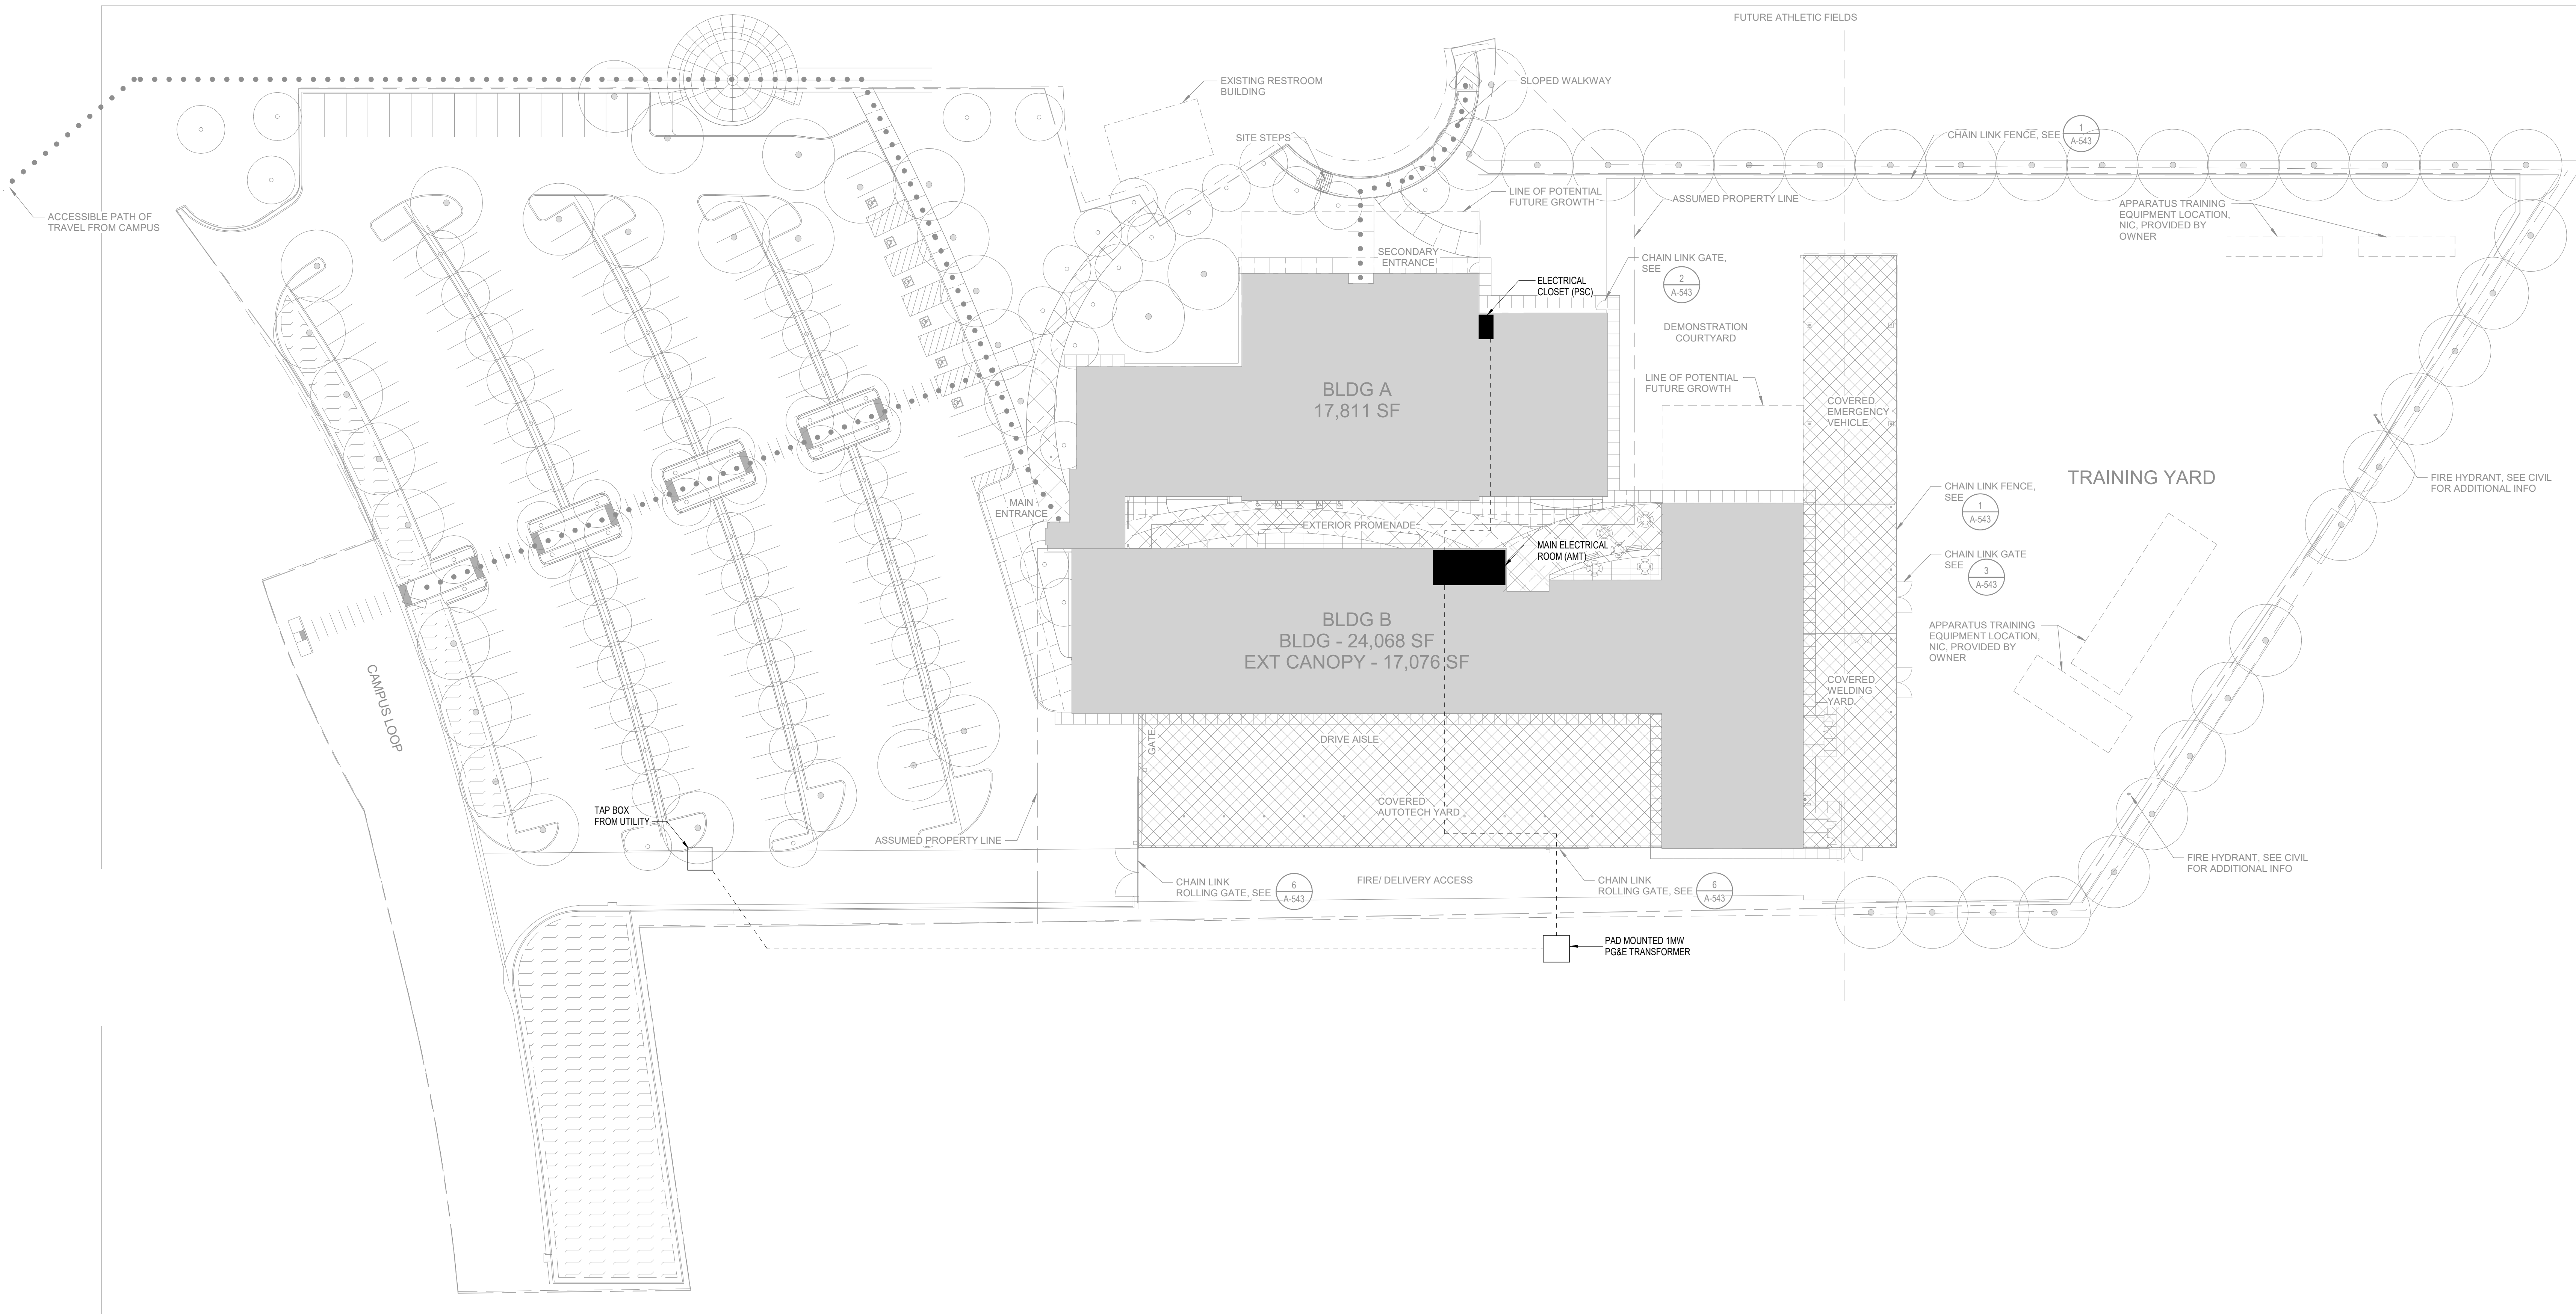 FUTURE ATHLETIC FIELDS
EXISTING RESTROOM
BUILDING
SLOPED WALKWAY
SITE STEPS
CHAIN LINK FENCE, SEE
1
A-543
LINE OF POTENTIAL
FUTURE GROWTH
ASSUMED PROPERTY LINE
APPARATUS TRAINING
EQUIPMENT LOCATION,
NIC, PROVIDED BY
OWNER
ACCESSIBLE PATH OF
TRAVEL FROM CAMPUS
SECONDARY
ENTRANCE
CHAIN LINK GATE,
SEE
2
A-543
ELECTRICAL
CLOSET (PSC)
DEMONSTRATION
COURTYARD
LINE OF POTENTIAL
FUTURE GROWTH
BLDG A
17,811 SF
COVERED
EMERGENCY
VEHICLE
TRAINING YARD
FIRE HYDRANT, SEE CIVIL
FOR ADDITIONAL INFO
CHAIN LINK FENCE,
SEE
1
A-543
MAIN
ENTRANCE
EXTERIOR PROMENADE
MAIN ELECTRICAL
ROOM (AMT)
CHAIN LINK GATE
SEE
3
A-543
BLDG B
BLDG - 24,068 SF
EXT CANOPY - 17,076 SF
APPARATUS TRAINING
EQUIPMENT LOCATION,
NIC, PROVIDED BY
OWNER
CAMPUS LOOP
COVERED
WELDING
YARD
GATE
DRIVE AISLE
TAP BOX
FROM UTILITY
COVERED
AUTOTECH YARD
ASSUMED PROPERTY LINE
FIRE HYDRANT, SEE CIVIL
FOR ADDITIONAL INFO
CHAIN LINK
ROLLING GATE, SEE
6
A-543
FIRE/ DELIVERY ACCESS
CHAIN LINK
ROLLING GATE, SEE
6
A-543
PAD MOUNTED 1MW
PG&E TRANSFORMER